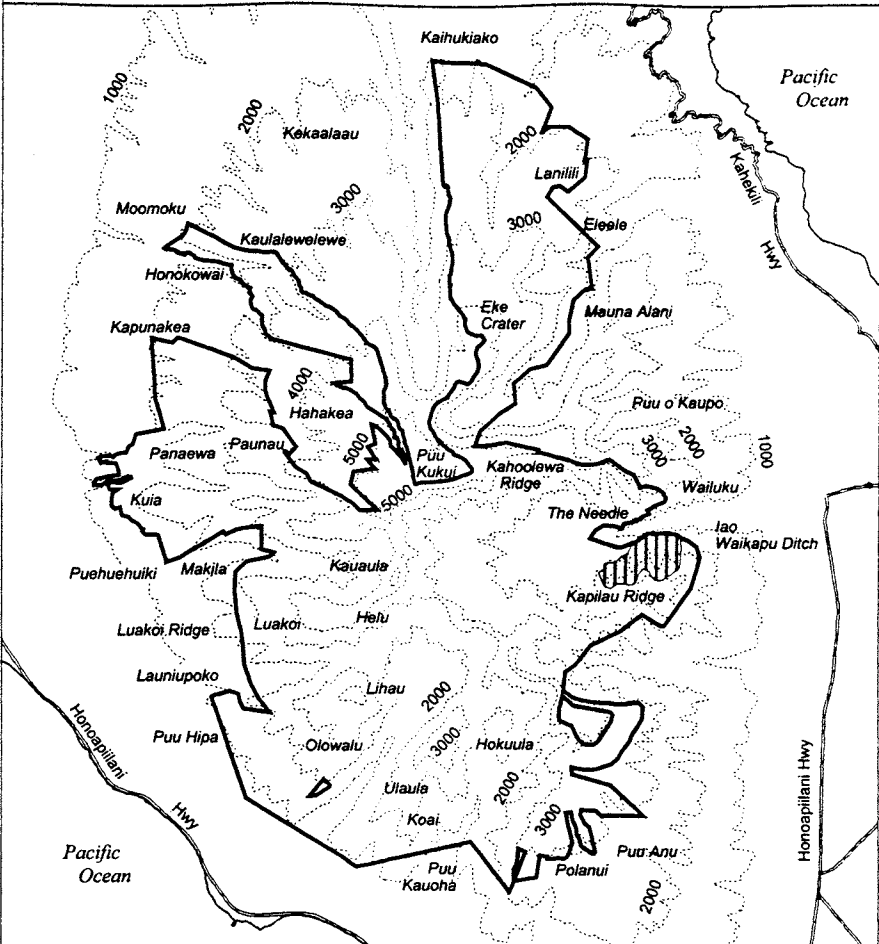 Kaihukiako
Pacific
Ocean
1000
2000
Kekaalaau
2000
Lanilili
Kahekili
Hwy
3000
Moomoku
3000
Eleele
Kaulalewelewe
Honokowai
Eke
Crater
Mauna Alani
Kapunakea
4000
Hahakea
Puu o Kaupo
2000
3000
1000
Panaewa
Paunau
5000
Puu
Kukui
Kahoolewa
Ridge
Wailuku
Kuia
5000
The Needle
Iao
Waikapu Ditch
Puehuehuiki
Makila
Kauaula
Kapilau Ridge
Luakoi Ridge
Luakoi
Helu
Launiupoko
Lihau
2000
Honoapiilani
Hwy
Puu Hipa
Olowalu
3000
Hokuula
Ulaula
2000
Koai
3000
Honoapiilani Hwy
Pacific
Ocean
Puu
Kauoha
Polanui
Puu Anu
2000